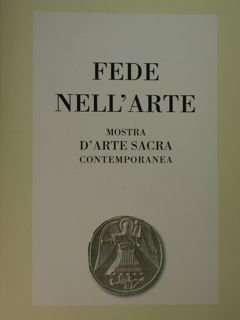 FEDE
NELL'ARTE
MOSTRA
D'ARTE SACRA
CONTEMPORANEA